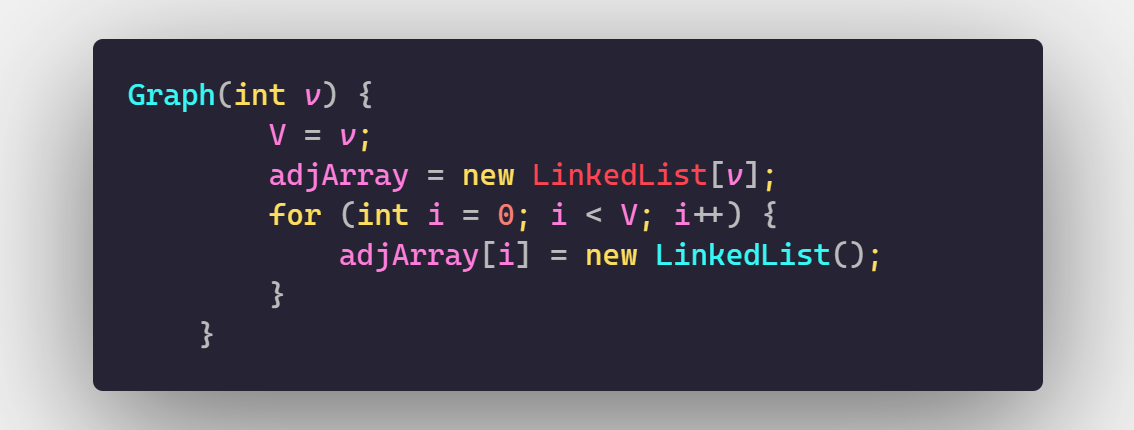 Graph(int v) {
        V = v;
        adjArray = new LinkedList[v];
        for (int i = 0; i < V; i++) {
            adjArray[i] = new LinkedList();
        }
    }